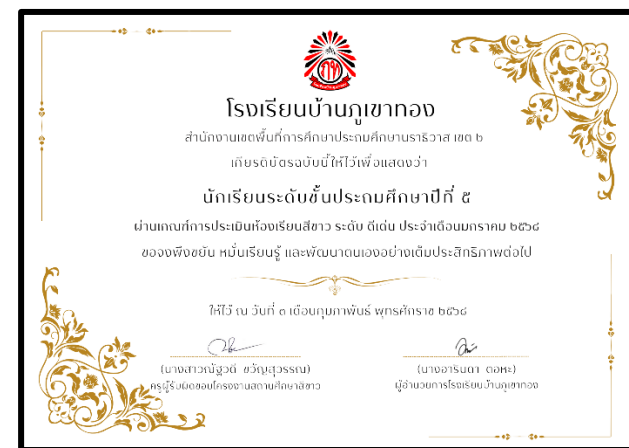 โรงเรียนบ้านภูเขาทอง
สำนักงานเขตพื้นที่การศึกษาประถมศึกษานราธิวาส เขต ๒
เกียรติบัตรฉบับนี้ให้ไว้เพื่อแสดงว่า
นักเรียนระดับชั้นประถมศึกษาปีที่ ๕
ผ่านเกณฑ์การประเมินห้องเรียนสีขาว ระดับ ดีเด่น ประจำเดือนมกราคม ๒๕๖๘
ขอจงพึงขยัน หมั่นเรียนรู้ และพัฒนาตนเองอย่างเต็มประสิทธิภาพต่อไป
ให้ไว้ ณ วันที่ ๓ เดือนกุมภาพันธ์ พุทธศักราช ๒๕๖๘
(นางสาวณัฐวดี ขวัญสุวรรณ)
ครูผู้รับผิดชอบโครงงานสถานศึกษาสีขาว
(นางอารินดา ตอหะ)
ผู้อำนวยการโรงเรียนบ้านภูเขาทอง